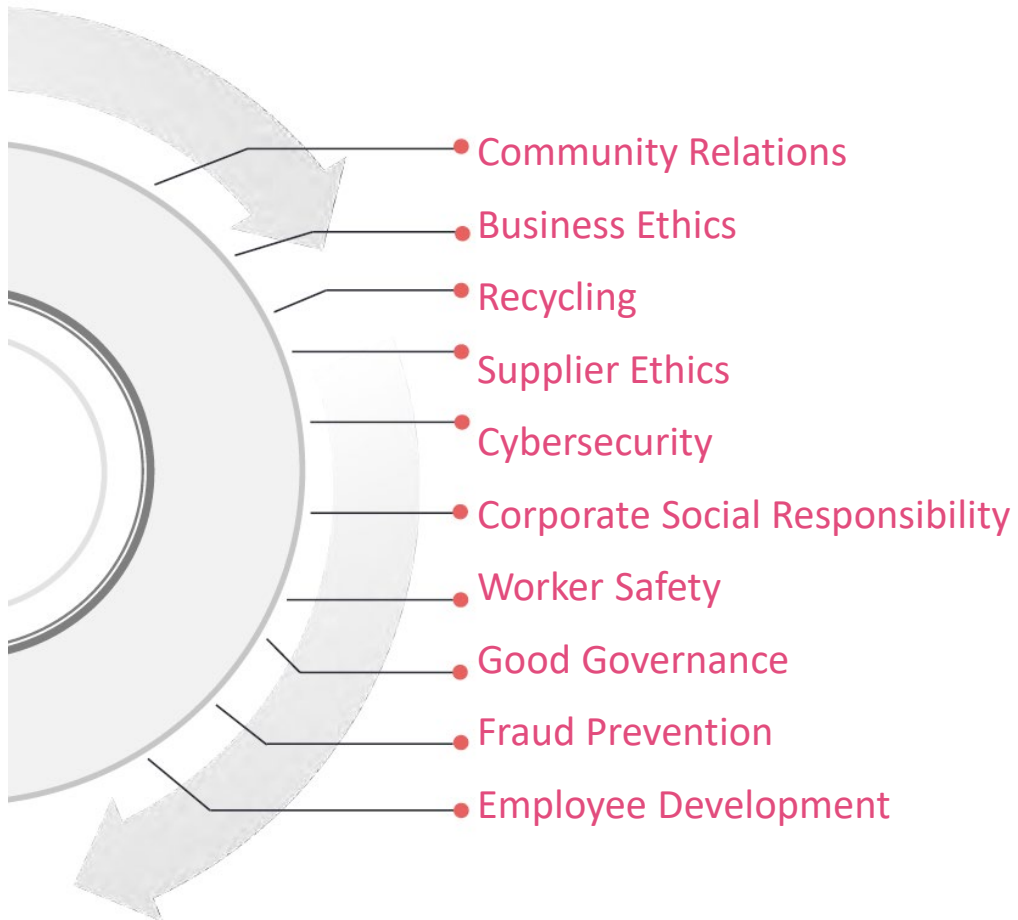 Community Relations
Business Ethics
Recycling
Supplier Ethics
Cybersecurity
Corporate Social Responsibility
Worker Safety
Good Governance
Fraud Prevention
Employee Development